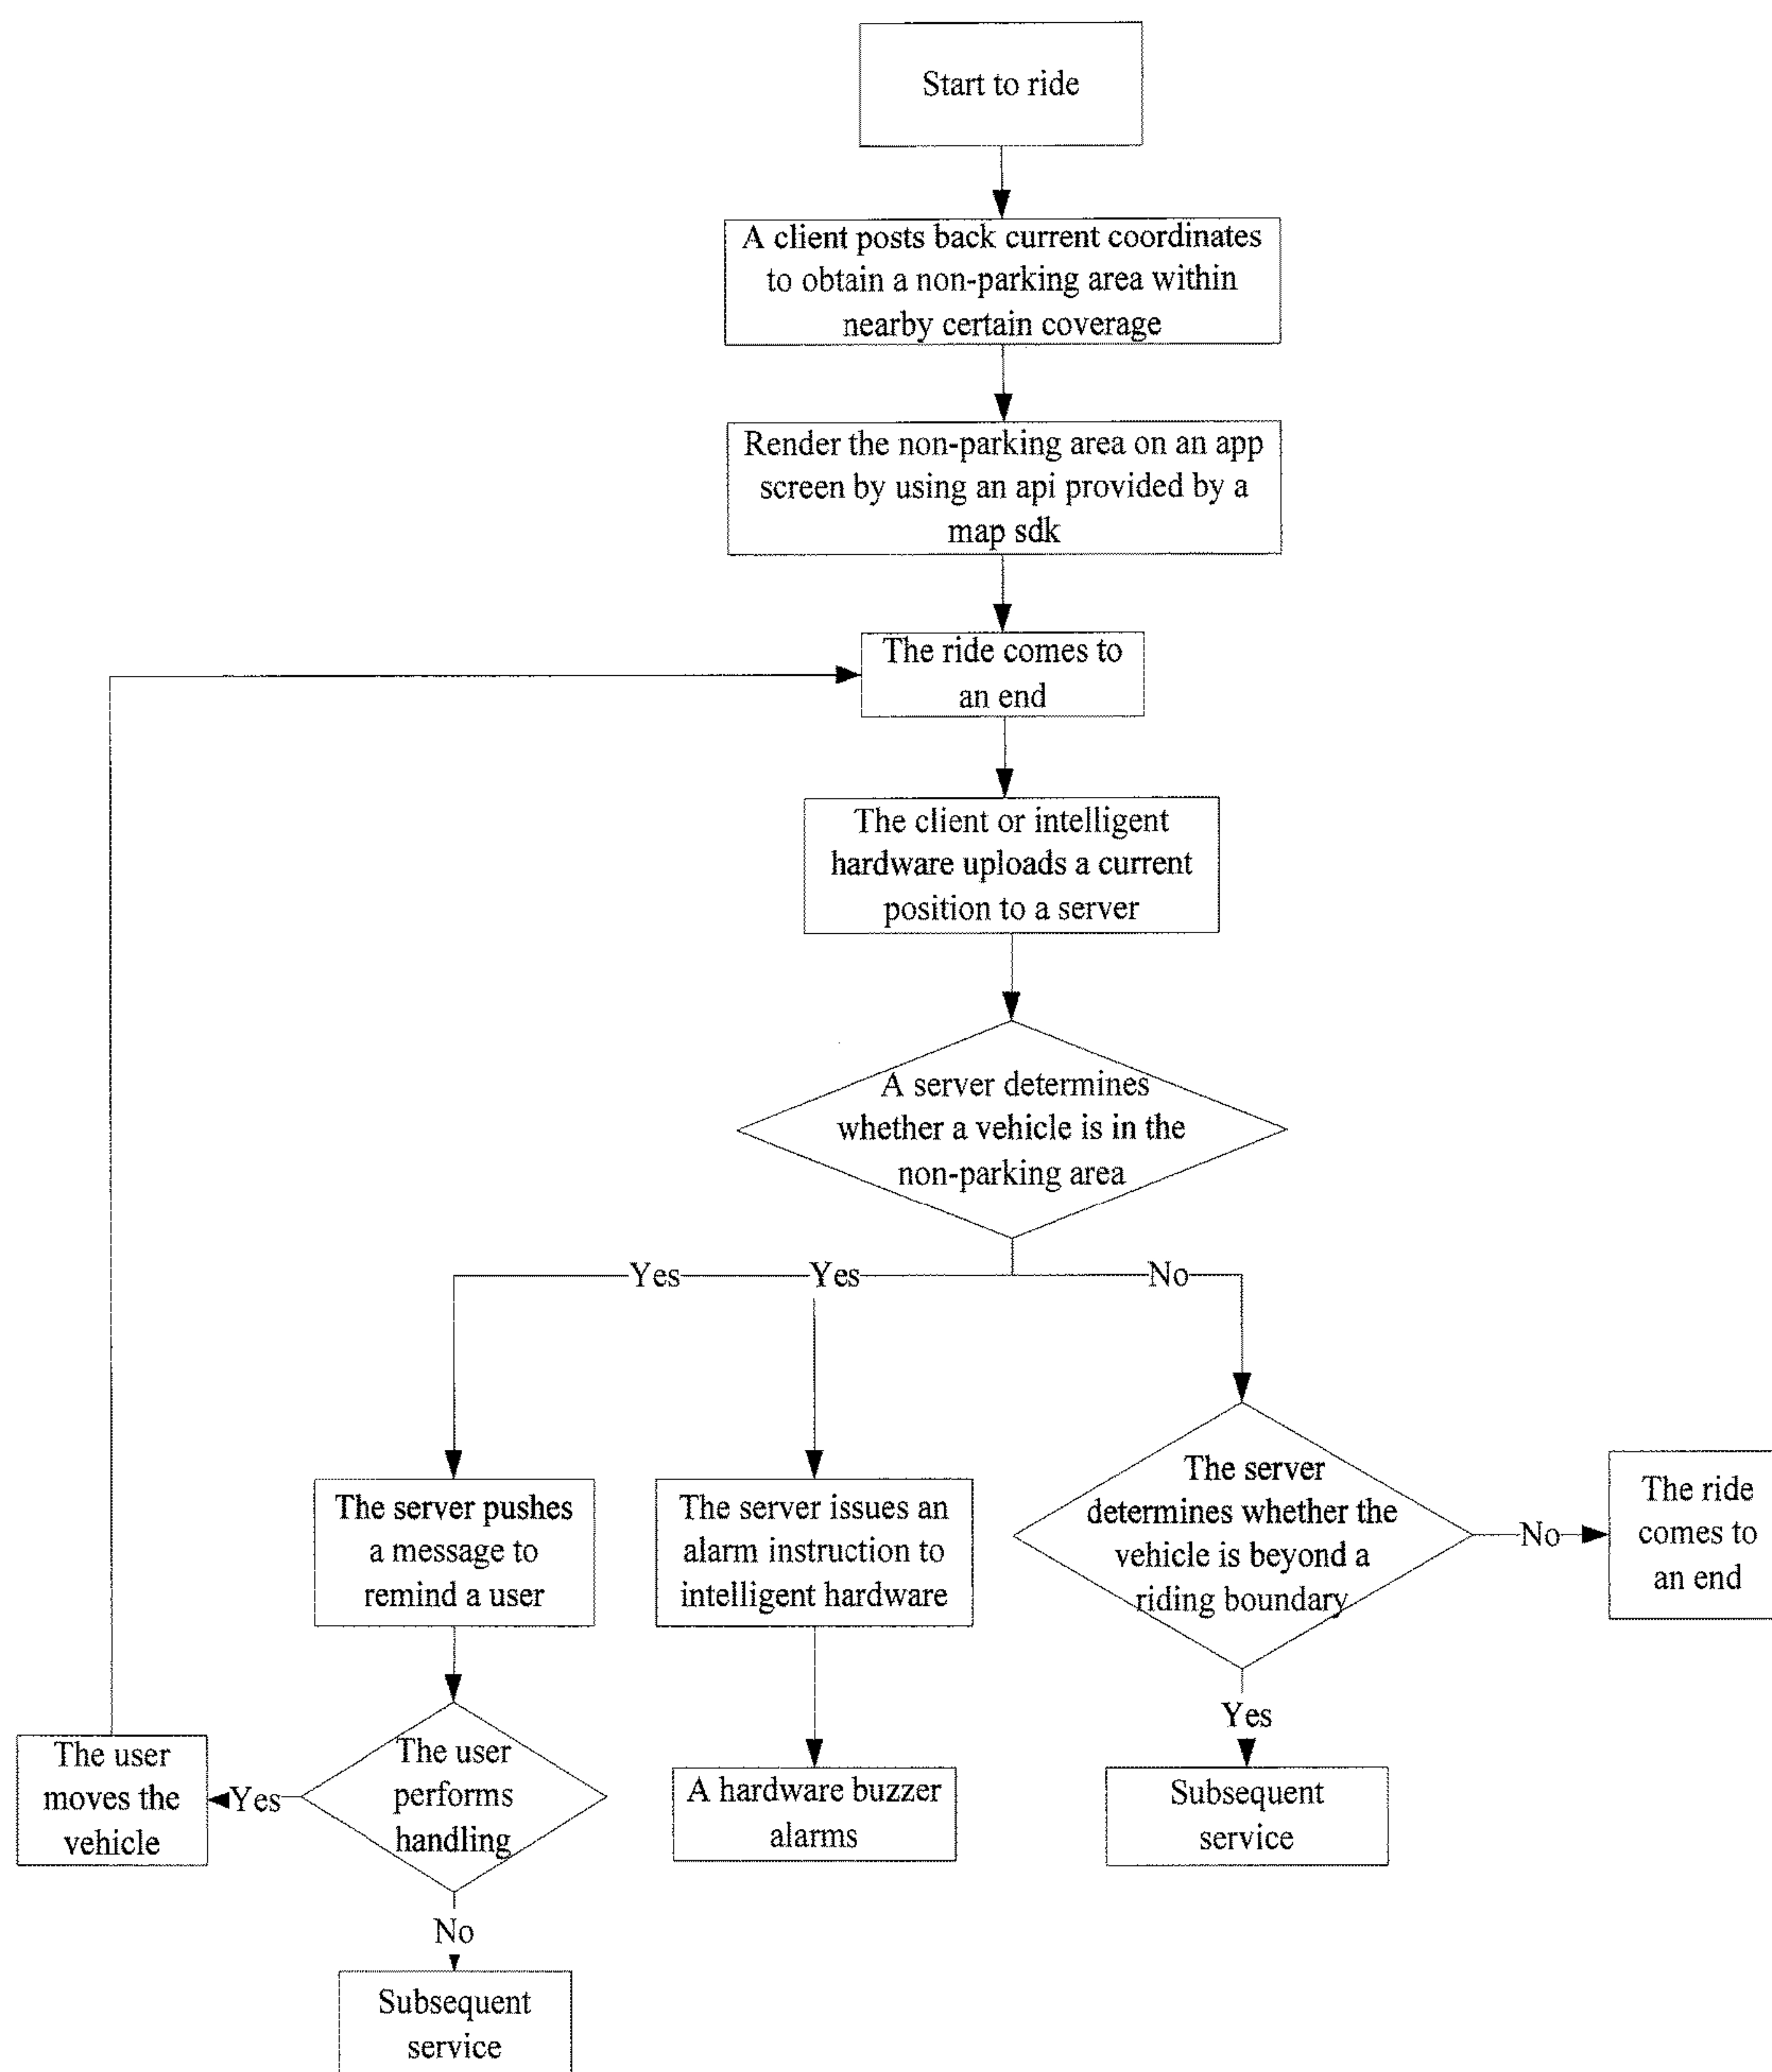 Start to ride
A client posts back current coordinates
to obtain a non-parking area within
nearby certain coverage
Render the non-parking area on an app
screen by using an api provided by a
map sdk
The ride comes to
an end
The client or intelligent
hardware uploads a current
position to a server
A server determines
whether a vehicle is in the
non-parking area
Yes
Yes
No
The server pushes
a message to
remind a user
The server issues an
alarm instruction to
intelligent hardware
The server
determines whether the
vehicle is beyond a
riding boundary
No
The ride
comes to
an end
The user
moves the
vehicle
Yes
The user
performs
handling
A hardware buzzer
alarms
Yes
Subsequent
service
No
Subsequent
service